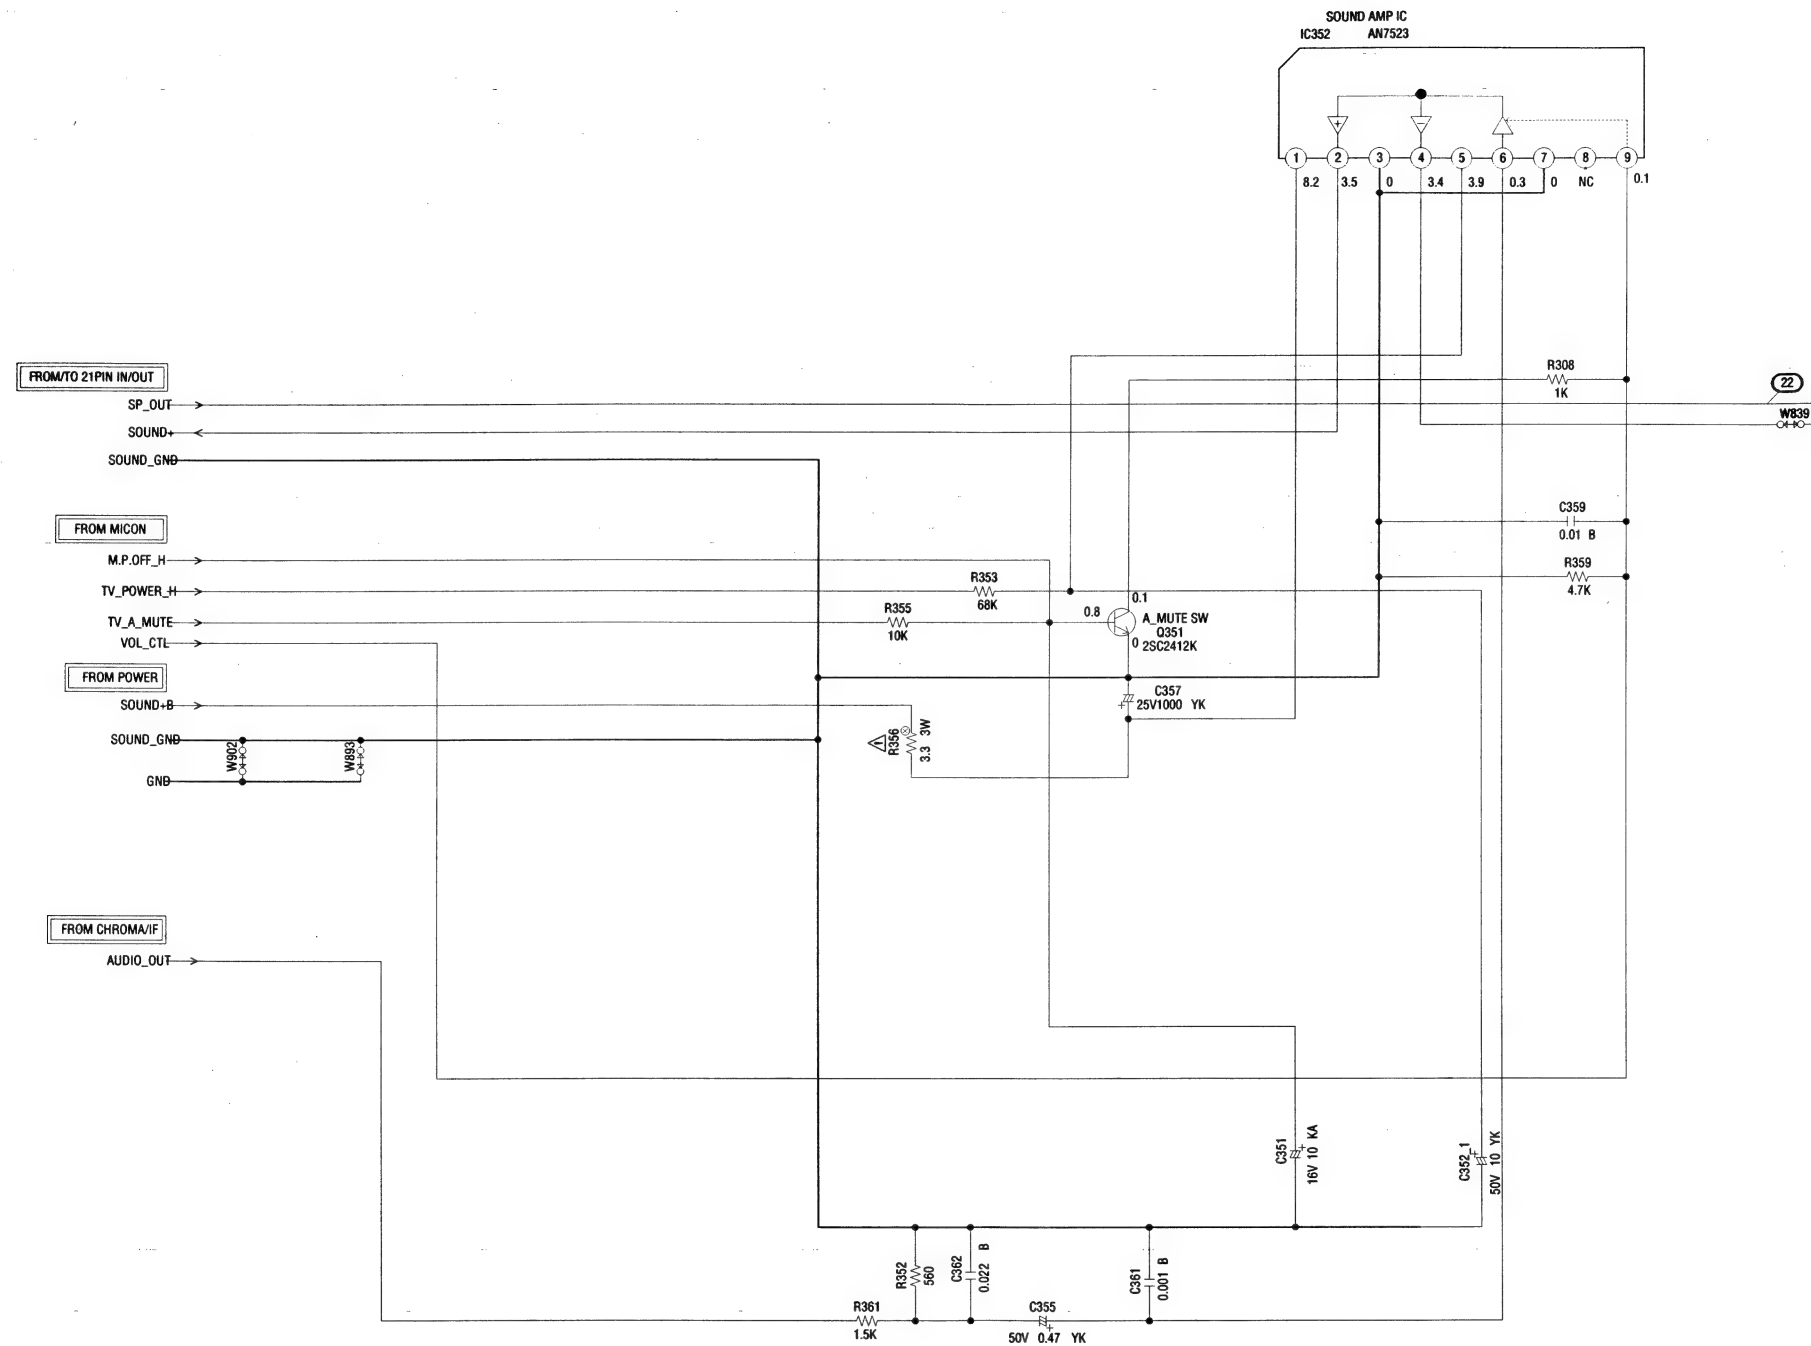 SOUND AMP IC
IC352 AN7523
1 2 3 4 5 6 7 8 9
8.2 3.5 0 3.4 3.9 0.3 0 NC 0.1
FROM/TO 21PIN IN/OUT
SP_OUT
SOUND+
SOUND_GND
R308
1K
22
W839
FROM MICON
M.P.OFF_H
TV_POWER_H
TV_A_MUTE
VOL_CTL
C359
0.01 B
R359
4.7K
R353
68K
R355
10K
0.1
0.8
A_MUTE SW
Q351
0 2SC2412K
FROM POWER
SOUND+B
SOUND_GND
GND
W902
W893
C357
+ 25V1000 YK
!
R356
3.3 3W
FROM CHROMA/IF
AUDIO_OUT
C351
+
16V 10 KA
C352_1
+
50V 10 YK
R352
560
C362
0.022 B
C361
0.001 B
R361
1.5K
C355
+
50V 0.47 YK